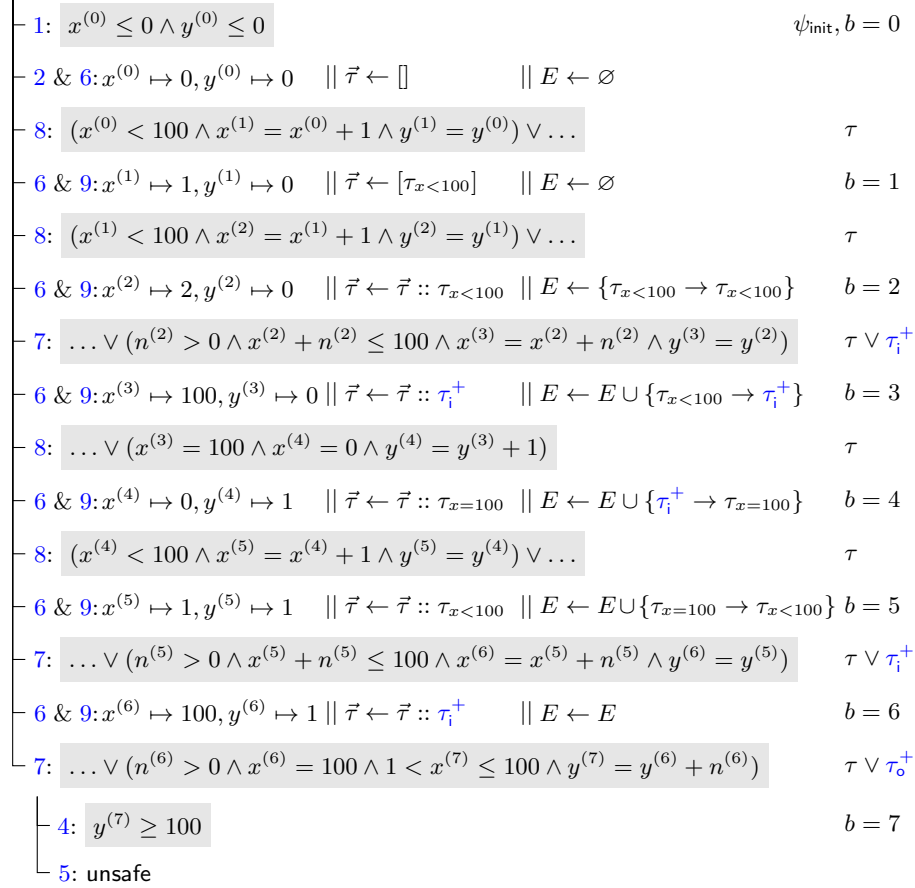 1: x^{(0)} ≤ 0 ∧ y^{(0)} ≤ 0 ψ_{init}, b = 0
2 & 6: x^{(0)} ↦ 0, y^{(0)} ↦ 0 || τ⃗ ← [] || E ← ∅
8: (x^{(0)} < 100 ∧ x^{(1)} = x^{(0)} + 1 ∧ y^{(1)} = y^{(0)}) ∨ … τ
6 & 9: x^{(1)} ↦ 1, y^{(1)} ↦ 0 || τ⃗ ← [τ_{x<100}] || E ← ∅ b = 1
8: (x^{(1)} < 100 ∧ x^{(2)} = x^{(1)} + 1 ∧ y^{(2)} = y^{(1)}) ∨ … τ
6 & 9: x^{(2)} ↦ 2, y^{(2)} ↦ 0 || τ⃗ ← τ⃗ :: τ_{x<100} || E ← {τ_{x<100} → τ_{x<100}} b = 2
7: … ∨ (n^{(2)} > 0 ∧ x^{(2)} + n^{(2)} ≤ 100 ∧ x^{(3)} = x^{(2)} + n^{(2)} ∧ y^{(3)} = y^{(2)}) τ ∨ τ_i^+
6 & 9: x^{(3)} ↦ 100, y^{(3)} ↦ 0 || τ⃗ ← τ⃗ :: τ_i^+ || E ← E ∪ {τ_{x<100} → τ_i^+} b = 3
8: … ∨ (x^{(3)} = 100 ∧ x^{(4)} = 0 ∧ y^{(4)} = y^{(3)} + 1) τ
6 & 9: x^{(4)} ↦ 0, y^{(4)} ↦ 1 || τ⃗ ← τ⃗ :: τ_{x=100} || E ← E ∪ {τ_i^+ → τ_{x=100}} b = 4
8: (x^{(4)} < 100 ∧ x^{(5)} = x^{(4)} + 1 ∧ y^{(5)} = y^{(4)}) ∨ … τ
6 & 9: x^{(5)} ↦ 1, y^{(5)} ↦ 1 || τ⃗ ← τ⃗ :: τ_{x<100} || E ← E ∪ {τ_{x=100} → τ_{x<100}} b = 5
7: … ∨ (n^{(5)} > 0 ∧ x^{(5)} + n^{(5)} ≤ 100 ∧ x^{(6)} = x^{(5)} + n^{(5)} ∧ y^{(6)} = y^{(5)}) τ ∨ τ_i^+
6 & 9: x^{(6)} ↦ 100, y^{(6)} ↦ 1 || τ⃗ ← τ⃗ :: τ_i^+ || E ← E b = 6
7: … ∨ (n^{(6)} > 0 ∧ x^{(6)} = 100 ∧ 1 < x^{(7)} ≤ 100 ∧ y^{(7)} = y^{(6)} + n^{(6)}) τ ∨ τ_o^+
4: y^{(7)} ≥ 100 b = 7
5: unsafe